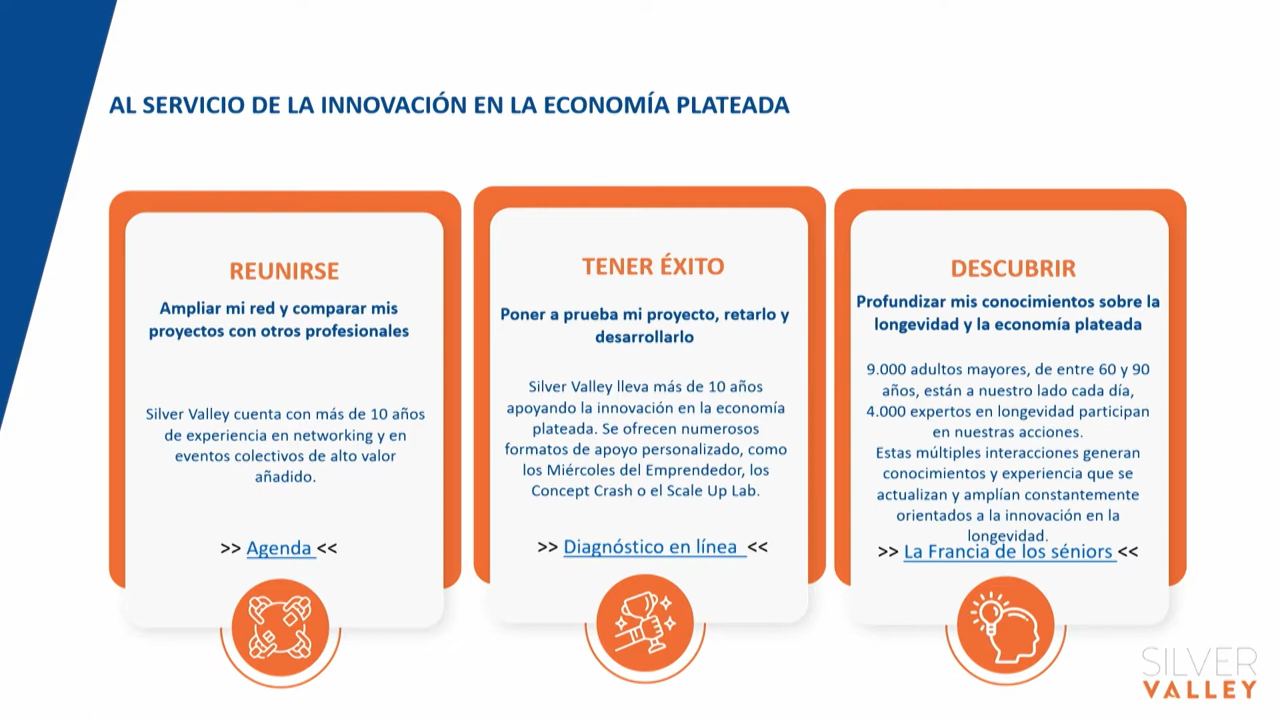 AL SERVICIO DE LA INNOVACIÓN EN LA ECONOMÍA PLATEADA
REUNIRSE
Ampliar mi red y comparar mis
proyectos con otros profesionales
Silver Valley cuenta con más de 10 años
de experiencia en networking y en
eventos colectivos de alto valor
añadido.
>> Agenda <<
TENER ÉXITO
Poner a prueba mi proyecto, retarlo y
desarrollarlo
Silver Valley lleva más de 10 años
apoyando la innovación en la economía
plateada. Se ofrecen numerosos
formatos de apoyo personalizado, como
los Miércoles del Emprendedor, los
Concept Crash o el Scale Up Lab.
>> Diagnóstico en línea <<
DESCUBRIR
Profundizar mis conocimientos sobre la
longevidad y la economía plateada
9.000 adultos mayores, de entre 60 y 90
años, están a nuestro lado cada día,
4.000 expertos en longevidad participan
en nuestras acciones.
Estas múltiples interacciones generan
conocimientos y experiencia que se
actualizan y amplían constantemente
orientados a la innovación en la
longevidad.
>> La Francia de los séniors <<
SILVER
VALLEY